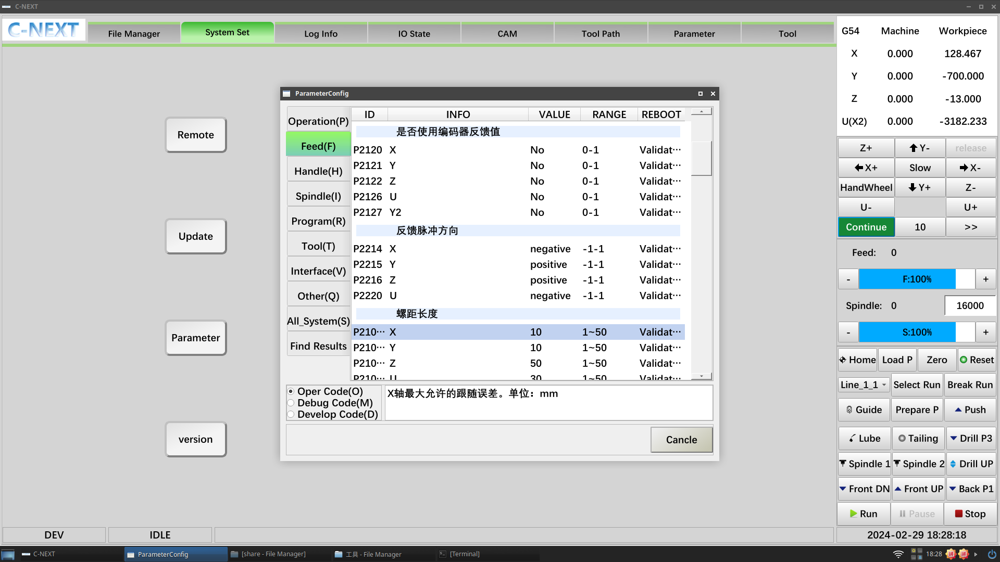 C-NEXT
C-NEXT
File Manager
System Set
Log Info
IO State
CAM
Tool Path
Parameter
Tool
G54 Machine Workpiece
X 0.000 128.467
Y 0.000 -700.000
Z 0.000 -13.000
U(X2) 0.000 -3182.233
Remote
Update
Parameter
version
ParameterConfig
Operation(P)
Feed(F)
Handle(H)
Spindle(I)
Program(R)
Tool(T)
Interface(V)
Other(Q)
All_System(S)
Find Results
ID INFO VALUE RANGE REBOOT
是否使用编码器反馈值
P2120 X No 0-1 Validat···
P2121 Y No 0-1 Validat···
P2122 Z No 0-1 Validat···
P2126 U No 0-1 Validat···
P2127 Y2 No 0-1 Validat···
反馈脉冲方向
P2214 X negative -1-1 Validat···
P2215 Y positive -1-1 Validat···
P2216 Z positive -1-1 Validat···
P2220 U negative -1-1 Validat···
螺距长度
P210··· X 10 1~50 Validat···
P210··· Y 10 1~50 Validat···
P210··· Z 50 1~50 Validat···
P210··· U 30 1~50 Validat···
Oper Code(O)
Debug Code(M)
Develop Code(D)
X轴最大允许的跟随误差。单位：mm
Cancle
Z+ Y- release
X+ Slow X-
HandWheel Y+ Z-
U- U+
Continue 10 >>
Feed: 0
- F:100% +
Spindle: 0 16000
- S:100% +
Home Load P Zero Reset
Line_1_1 Select Run Break Run
Guide Prepare P Push
Lube Tailing Drill P3
Spindle 1 Spindle 2 Drill UP
Front DN Front UP Back P1
Run Pause Stop
DEV IDLE
2024-02-29 18:28:18
C-NEXT
ParameterConfig
[share - File Manager]
工具 - File Manager
[Terminal]
18:28
拼 拼